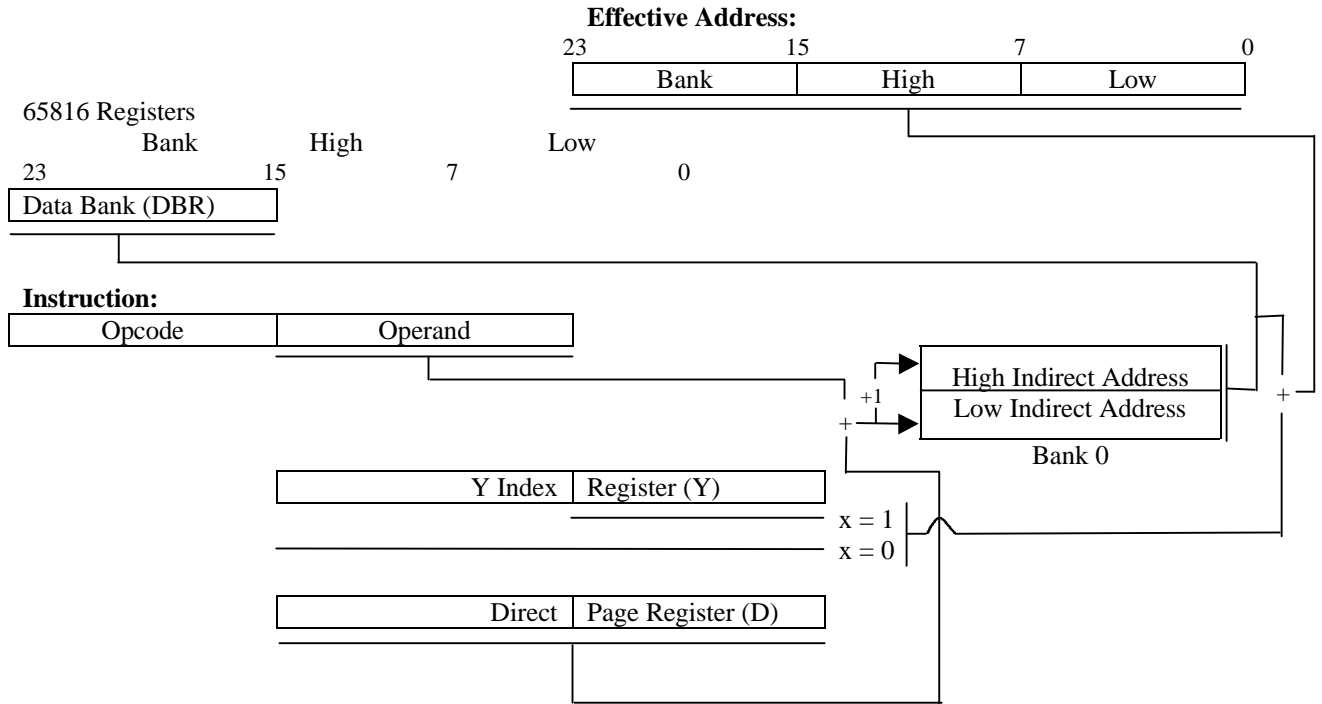 Effective Address:
23 15 7 0
Bank High Low
65816 Registers
Bank High Low
23 15 7 0
Data Bank (DBR)
Instruction:
Opcode Operand
High Indirect Address
+1
+
Low Indirect Address
+
Bank 0
Y Index Register (Y)
x = 1
x = 0
Direct Page Register (D)